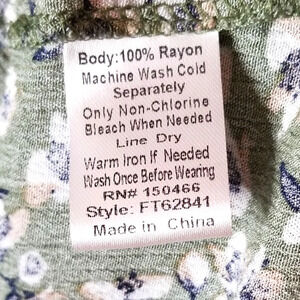 Body:100% Rayon
Machine Wash Cold
Separately
Only Non-Chlorine
Bleach When Needed
Line Dry
Warm Iron If Needed
Wash Once Before Wearing
RN# 150466
Style: FT62841
Made in China